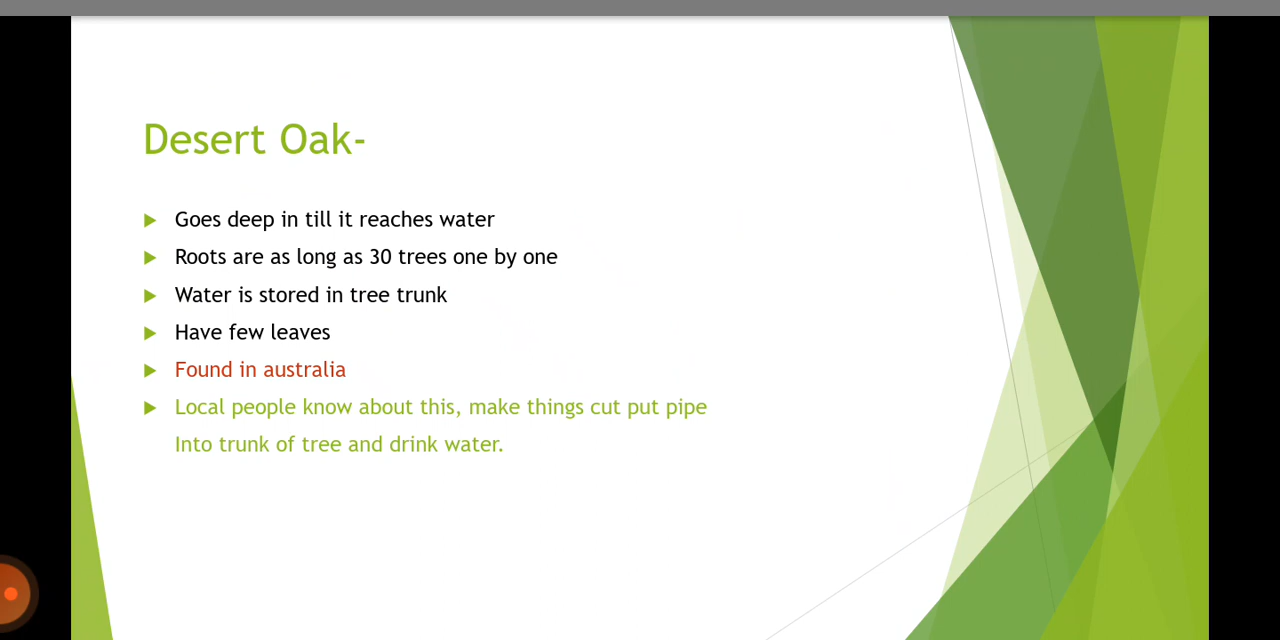 Desert Oak-
Goes deep in till it reaches water
Roots are as long as 30 trees one by one
Water is stored in tree trunk
Have few leaves
Found in australia
Local people know about this, make things cut put pipe
Into trunk of tree and drink water.